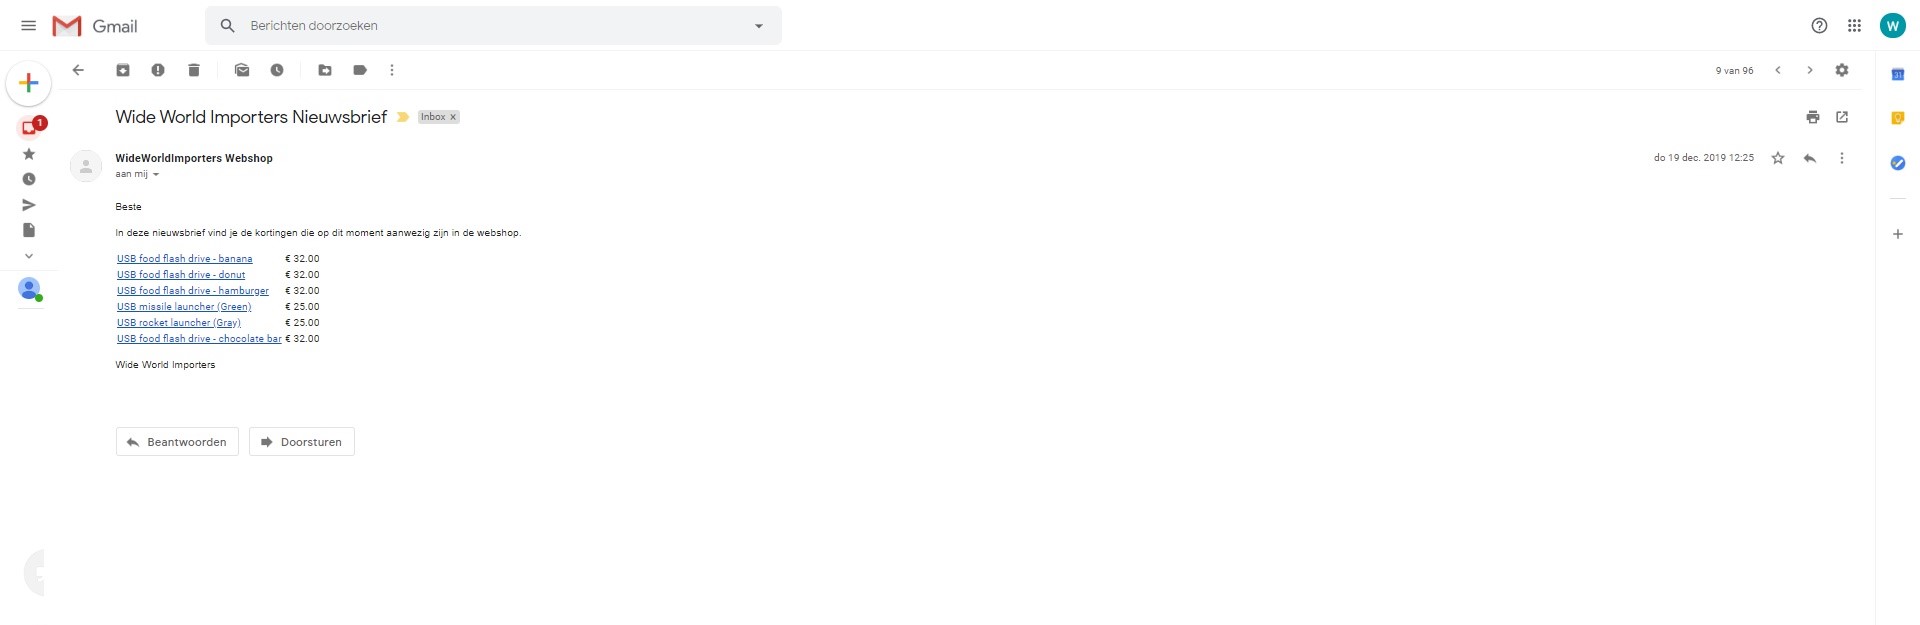 Gmail
Berichten doorzoeken
W
9 van 96
31
Wide World Importers Nieuwsbrief
Inbox x
1
WideWorldImporters Webshop
do 19 dec. 2019 12:25
aan mij
Beste
In deze nieuwsbrief vind je de kortingen die op dit moment aanwezig zijn in de webshop.
USB food flash drive - banana € 32.00
USB food flash drive - donut € 32.00
USB food flash drive - hamburger € 32.00
USB missile launcher (Green) € 25.00
USB rocket launcher (Gray) € 25.00
USB food flash drive - chocolate bar € 32.00
Wide World Importers
Beantwoorden
Doorsturen